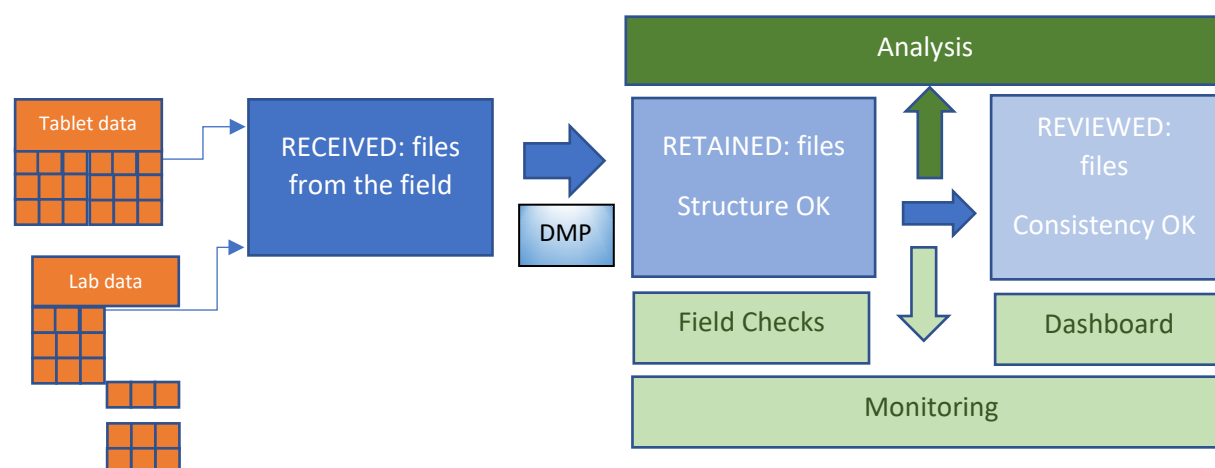 Analysis
Tablet data
RECEIVED: files
from the field
RETAINED: files
Structure OK
REVIEWED:
files
Consistency OK
DMP
Lab data
Field Checks
Dashboard
Monitoring